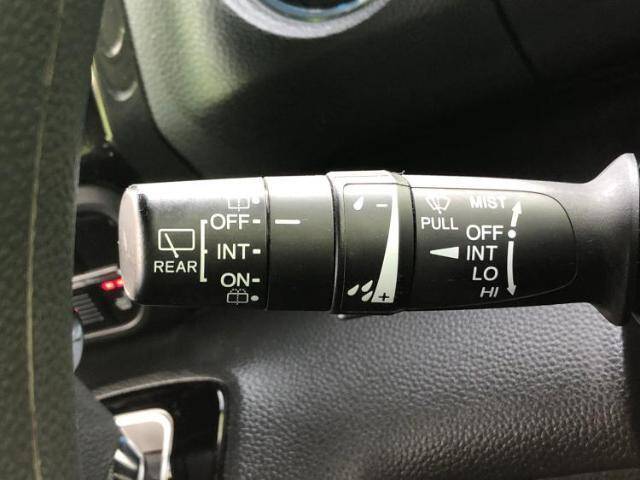 REAR
OFF
INT
ON
−
+
PULL
MIST
OFF
INT
LO
HI